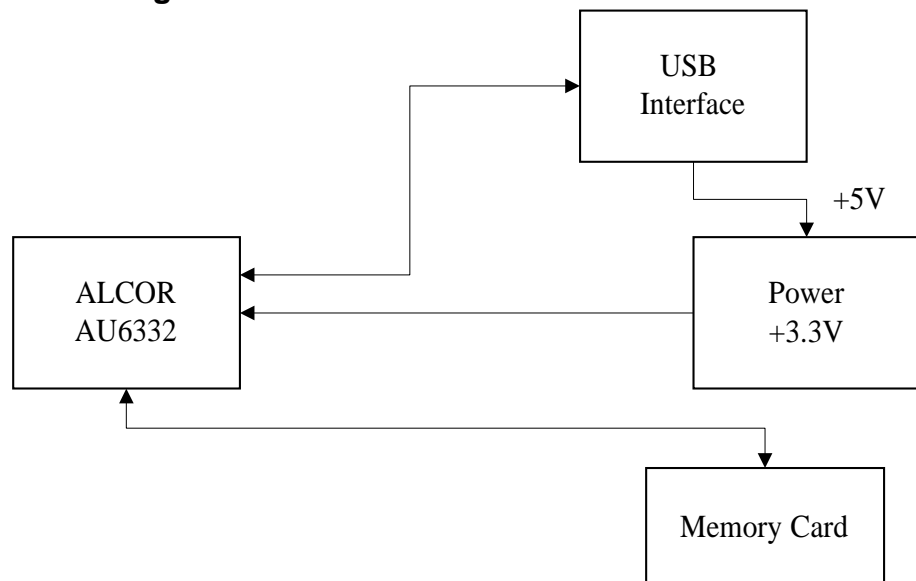 USB
Interface
+5V
ALCOR
AU6332
Power
+3.3V
Memory Card